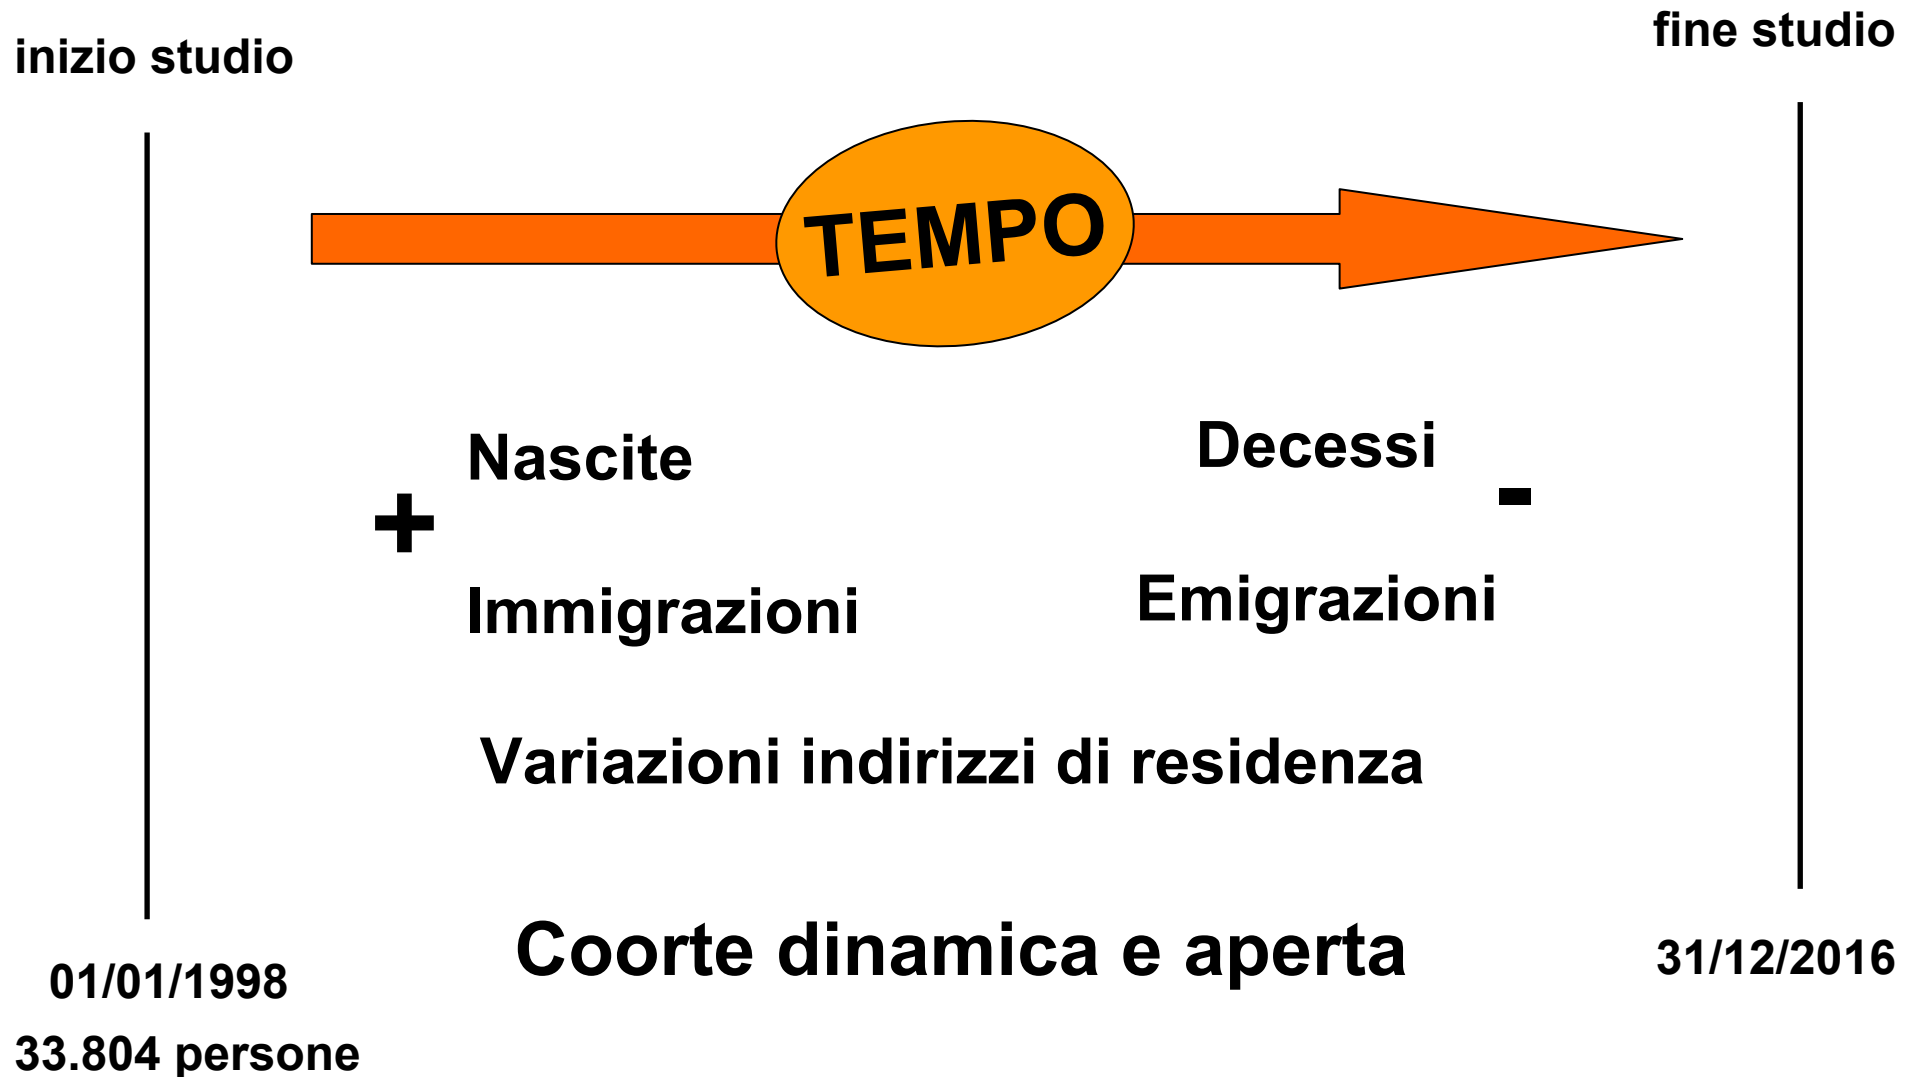 inizio studio
fine studio
TEMPO
Nascite
Decessi
+
-
Immigrazioni
Emigrazioni
Variazioni indirizzi di residenza
Coorte dinamica e aperta
01/01/1998
31/12/2016
33.804 persone